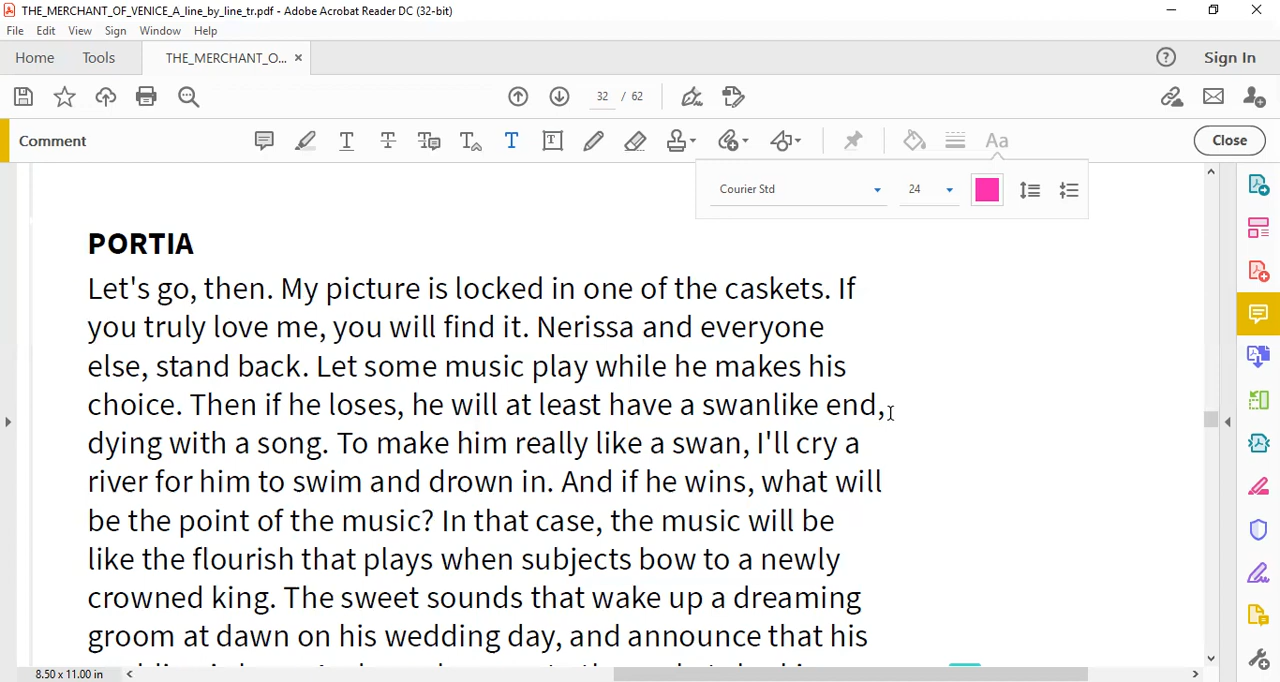 THE_MERCHANT_OF_VENICE_A_line_by_line_tr.pdf - Adobe Acrobat Reader DC (32-bit)
File Edit View Sign Window Help
Home Tools THE_MERCHANT_O... × Sign In
32 / 62
Comment Close
Courier Std 24
PORTIA
Let's go, then. My picture is locked in one of the caskets. If
you truly love me, you will find it. Nerissa and everyone
else, stand back. Let some music play while he makes his
choice. Then if he loses, he will at least have a swanlike end,
dying with a song. To make him really like a swan, I'll cry a
river for him to swim and drown in. And if he wins, what will
be the point of the music? In that case, the music will be
like the flourish that plays when subjects bow to a newly
crowned king. The sweet sounds that wake up a dreaming
groom at dawn on his wedding day, and announce that his
8.50 x 11.00 in